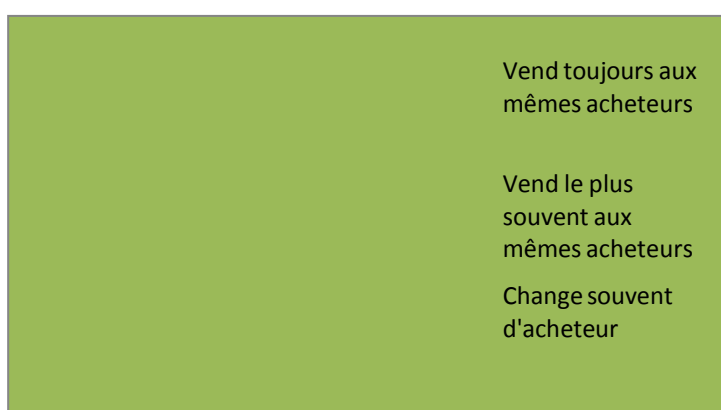 Vend toujours aux
mêmes acheteurs
Vend le plus
souvent aux
mêmes acheteurs
Change souvent
d'acheteur